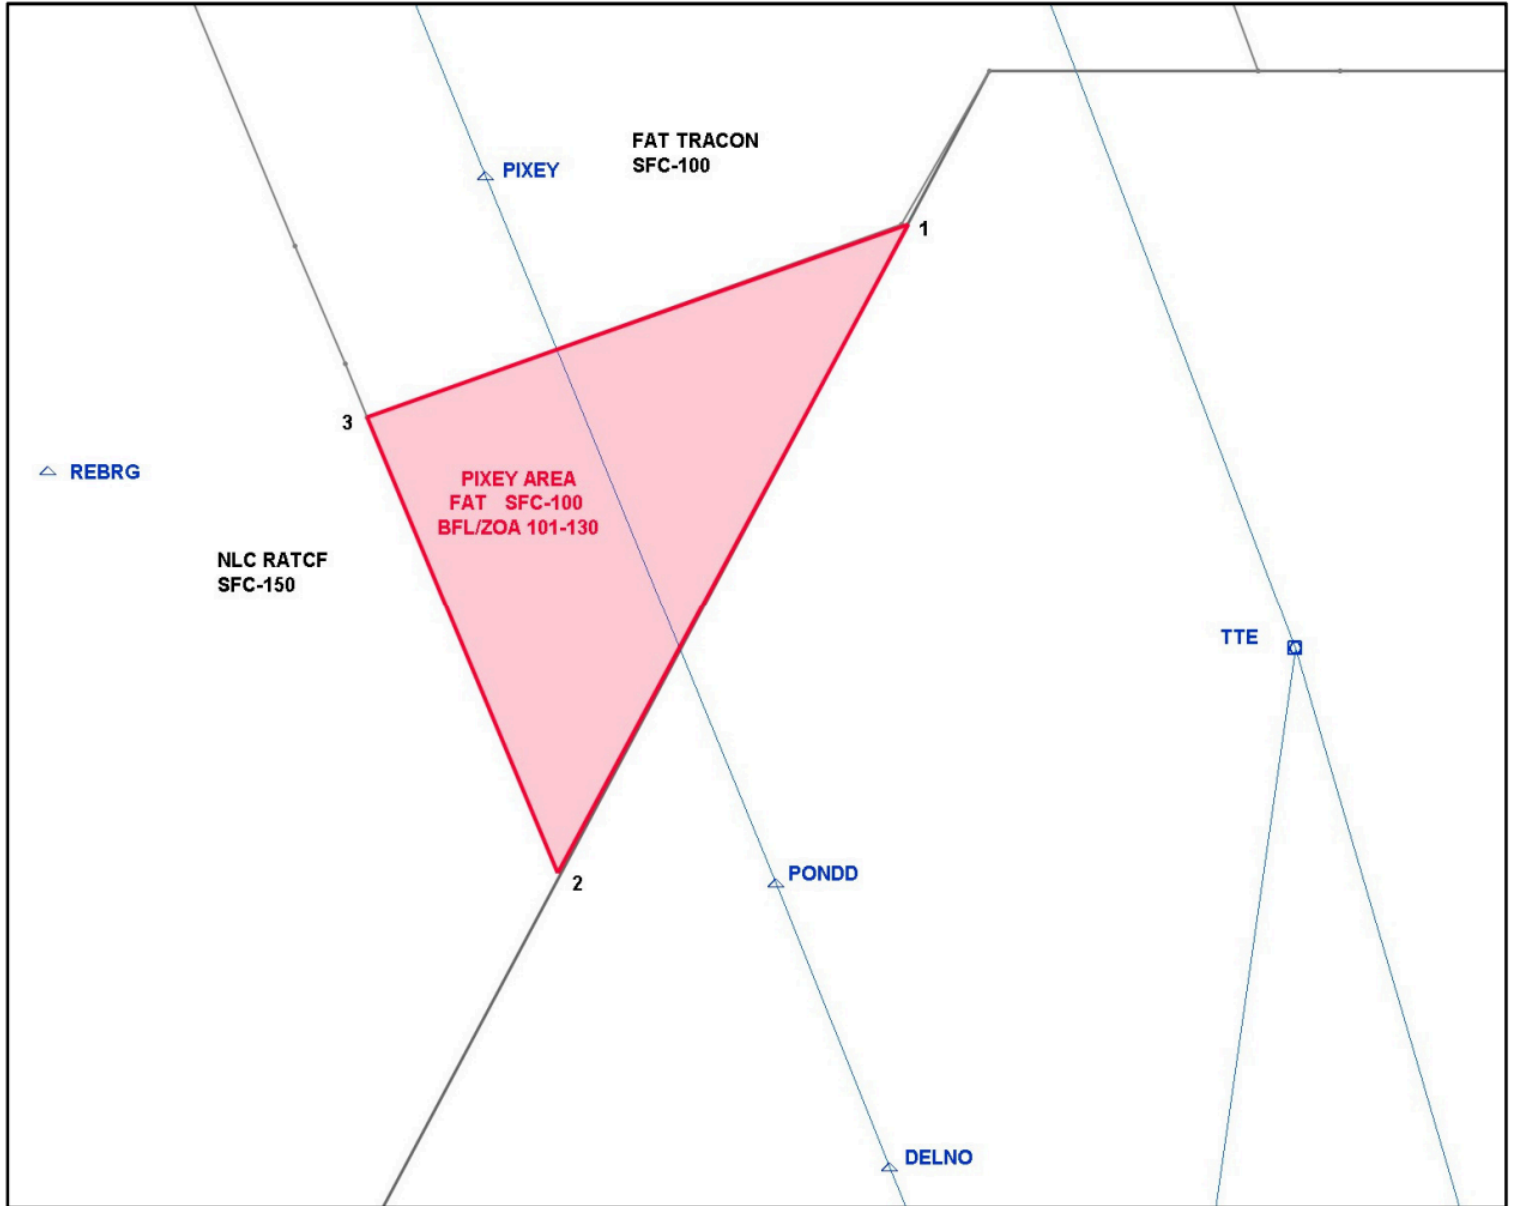 FAT TRACON
SFC-100
PIXEY
1
3
REBRG
PIXEY AREA
FAT SFC-100
BFL/ZOA 101-130
NLC RATCF
SFC-150
TTE
PONDD
2
DELNO